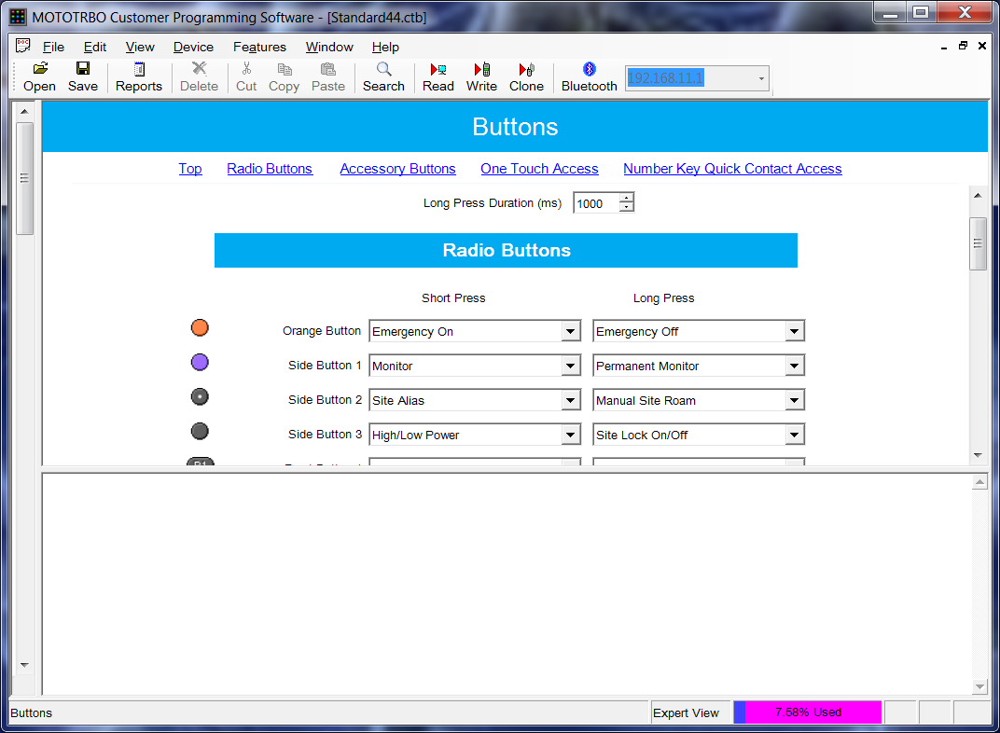 MOTOTRBO Customer Programming Software - [Standard44.ctb]
File Edit View Device Features Window Help
Open Save Reports Delete Cut Copy Paste Search Read Write Clone Bluetooth 192.168.11.1
Buttons
Top Radio Buttons Accessory Buttons One Touch Access Number Key Quick Contact Access
Long Press Duration (ms) 1000
Radio Buttons
Short Press Long Press
Orange Button Emergency On Emergency Off
Side Button 1 Monitor Permanent Monitor
Side Button 2 Site Alias Manual Site Roam
Side Button 3 High/Low Power Site Lock On/Off
Buttons Expert View 7.58% Used